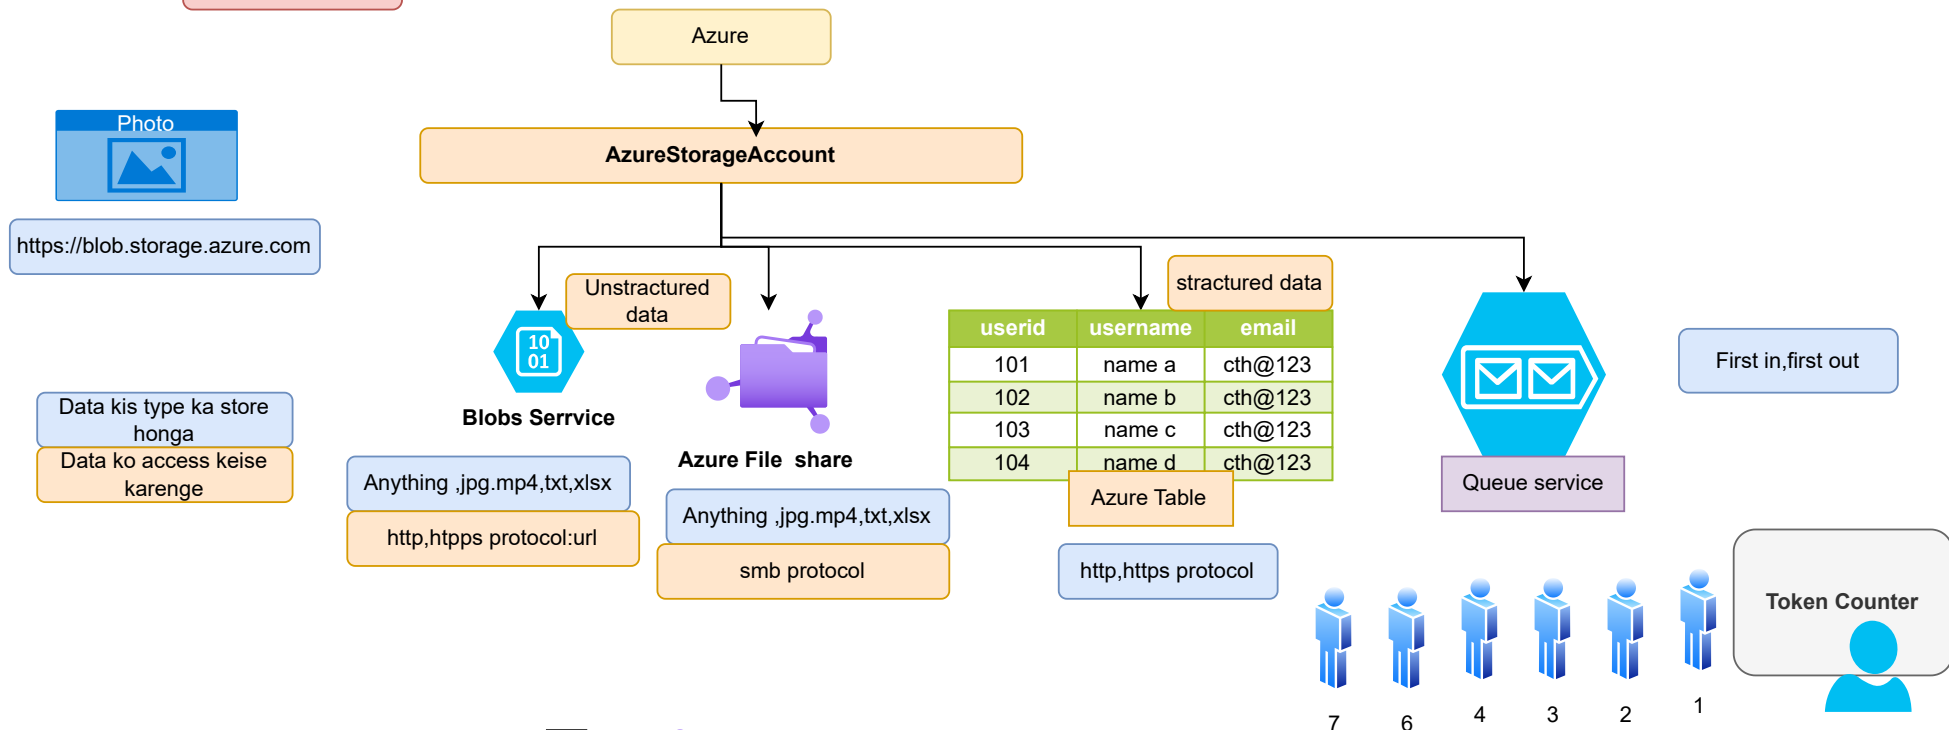 Azure
Photo
AzureStorageAccount
https://blob.storage.azure.com
Unstractured
data
stractured data
userid username email
101 name a cth@123
102 name b cth@123
103 name c cth@123
104 name d cth@123
First in,first out
Blobs Serrvice
Data kis type ka store
honga
Data ko access keise
karenge
Azure File share
Anything ,jpg.mp4,txt,xlsx
http,htpps protocol:url
Anything ,jpg.mp4,txt,xlsx
smb protocol
Azure Table
http,https protocol
Queue service
10
01
Token Counter
7 6 4 3 2 1